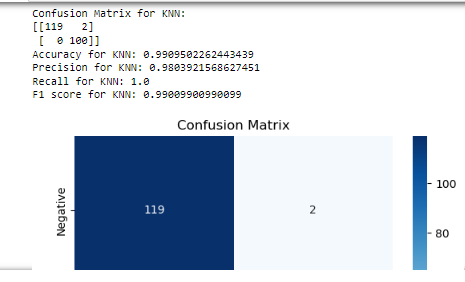 Confusion Matrix for KNN:
[[119   2]
 [  0 100]]
Accuracy for KNN: 0.9909502262443439
Precision for KNN: 0.9803921568627451
Recall for KNN: 1.0
F1 score for KNN: 0.99009900990099
Confusion Matrix
Negative
119
2
100
80